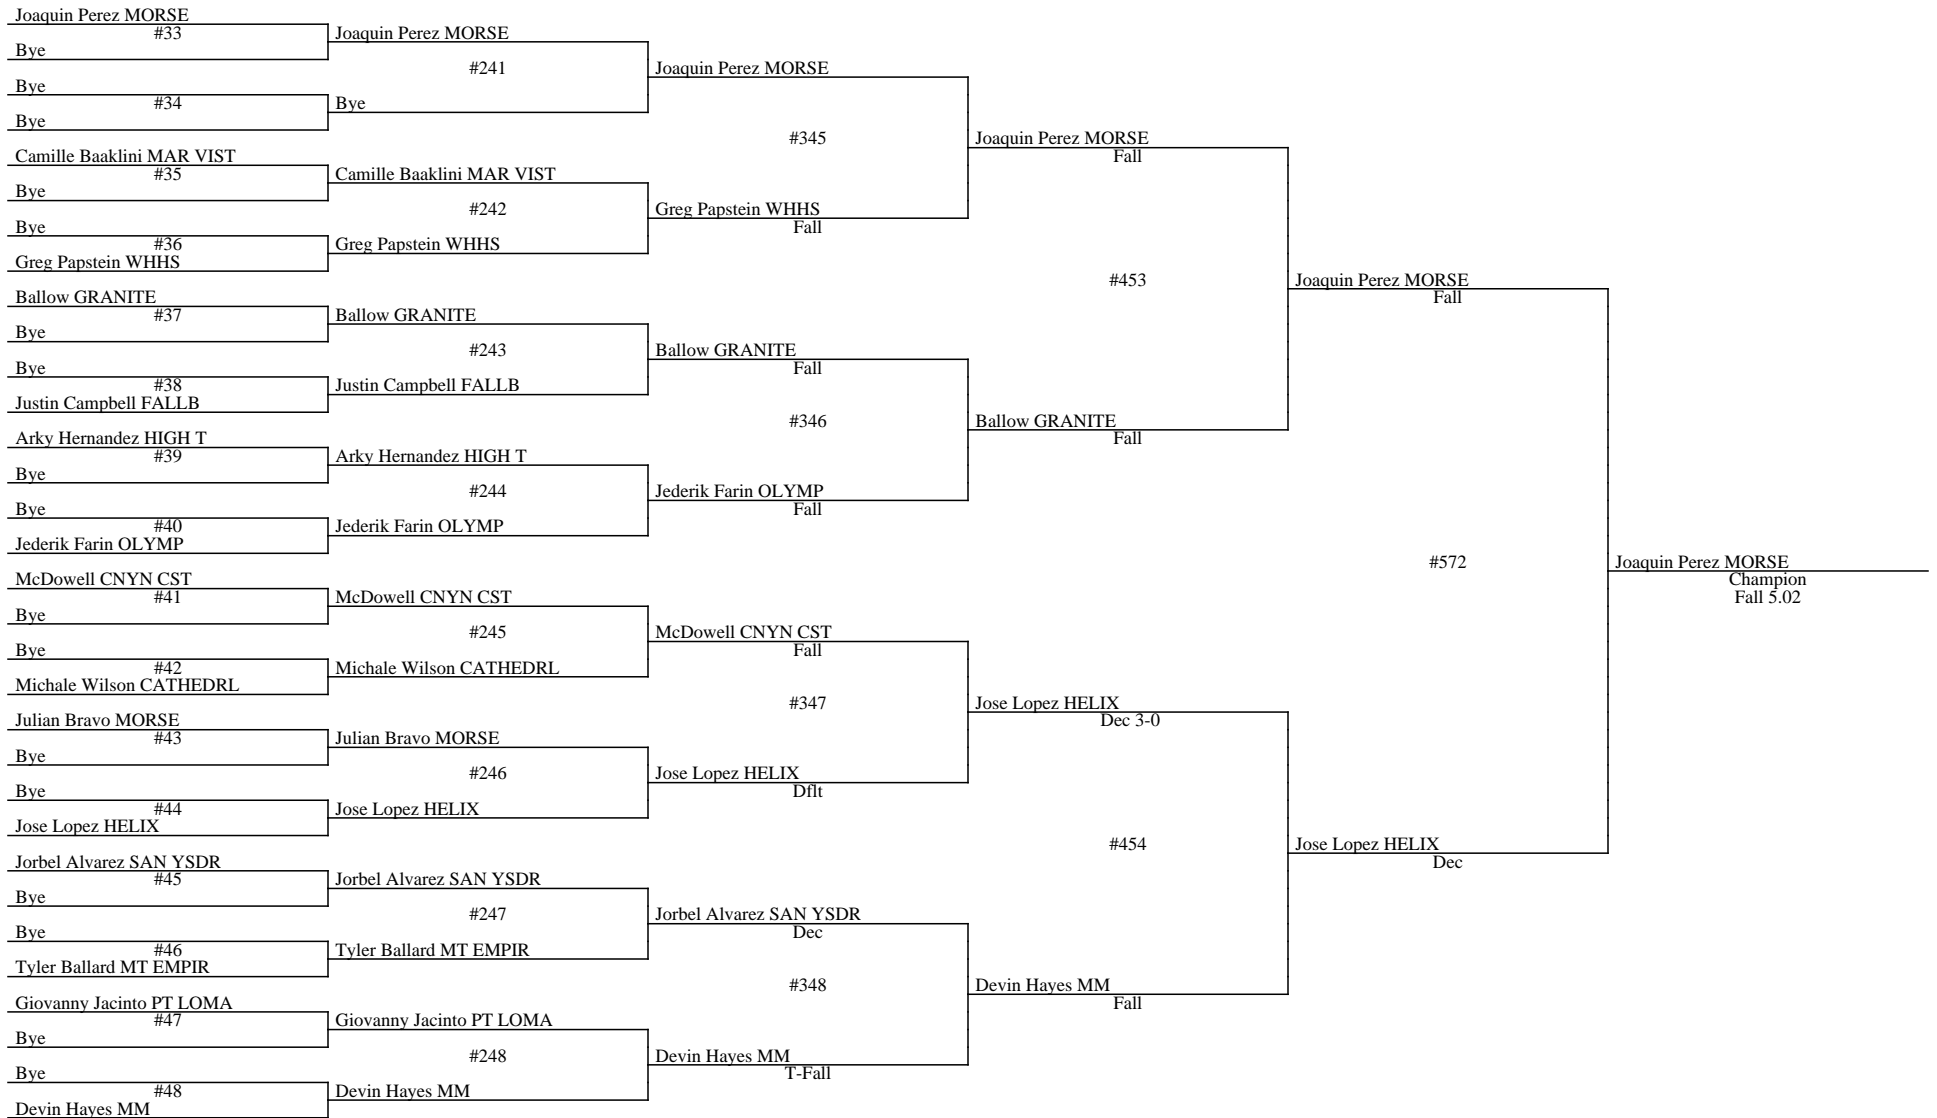 Joaquin Perez MORSE
#33
Bye
Bye
#34
Bye
Camille Baaklini MAR VIST
#35
Bye
Bye
#36
Greg Papstein WHHS
Ballow GRANITE
#37
Bye
Bye
#38
Justin Campbell FALLB
Arky Hernandez HIGH T
#39
Bye
Bye
#40
Jederik Farin OLYMP
McDowell CNYN CST
#41
Bye
Bye
#42
Michale Wilson CATHEDRL
Julian Bravo MORSE
#43
Bye
Bye
#44
Jose Lopez HELIX
Jorbel Alvarez SAN YSDR
#45
Bye
Bye
#46
Tyler Ballard MT EMPIR
Giovanny Jacinto PT LOMA
#47
Bye
Bye
#48
Devin Hayes MM
Joaquin Perez MORSE
#241
Bye
Camille Baaklini MAR VIST
#242
Greg Papstein WHHS
Ballow GRANITE
#243
Justin Campbell FALLB
Arky Hernandez HIGH T
#244
Jederik Farin OLYMP
McDowell CNYN CST
#245
Michale Wilson CATHEDRL
Julian Bravo MORSE
#246
Jose Lopez HELIX
Jorbel Alvarez SAN YSDR
#247
Tyler Ballard MT EMPIR
Giovanny Jacinto PT LOMA
#248
Devin Hayes MM
Joaquin Perez MORSE
#345
Greg Papstein WHHS
Fall
Ballow GRANITE
Fall
#346
Jederik Farin OLYMP
Fall
McDowell CNYN CST
Fall
#347
Jose Lopez HELIX
Dflt
Jorbel Alvarez SAN YSDR
Dec
#348
Devin Hayes MM
T-Fall
Joaquin Perez MORSE
Fall
#453
Ballow GRANITE
Fall
Jose Lopez HELIX
Dec 3-0
#454
Devin Hayes MM
Fall
Joaquin Perez MORSE
Fall
#572
Jose Lopez HELIX
Dec
Joaquin Perez MORSE
Champion
Fall 5.02